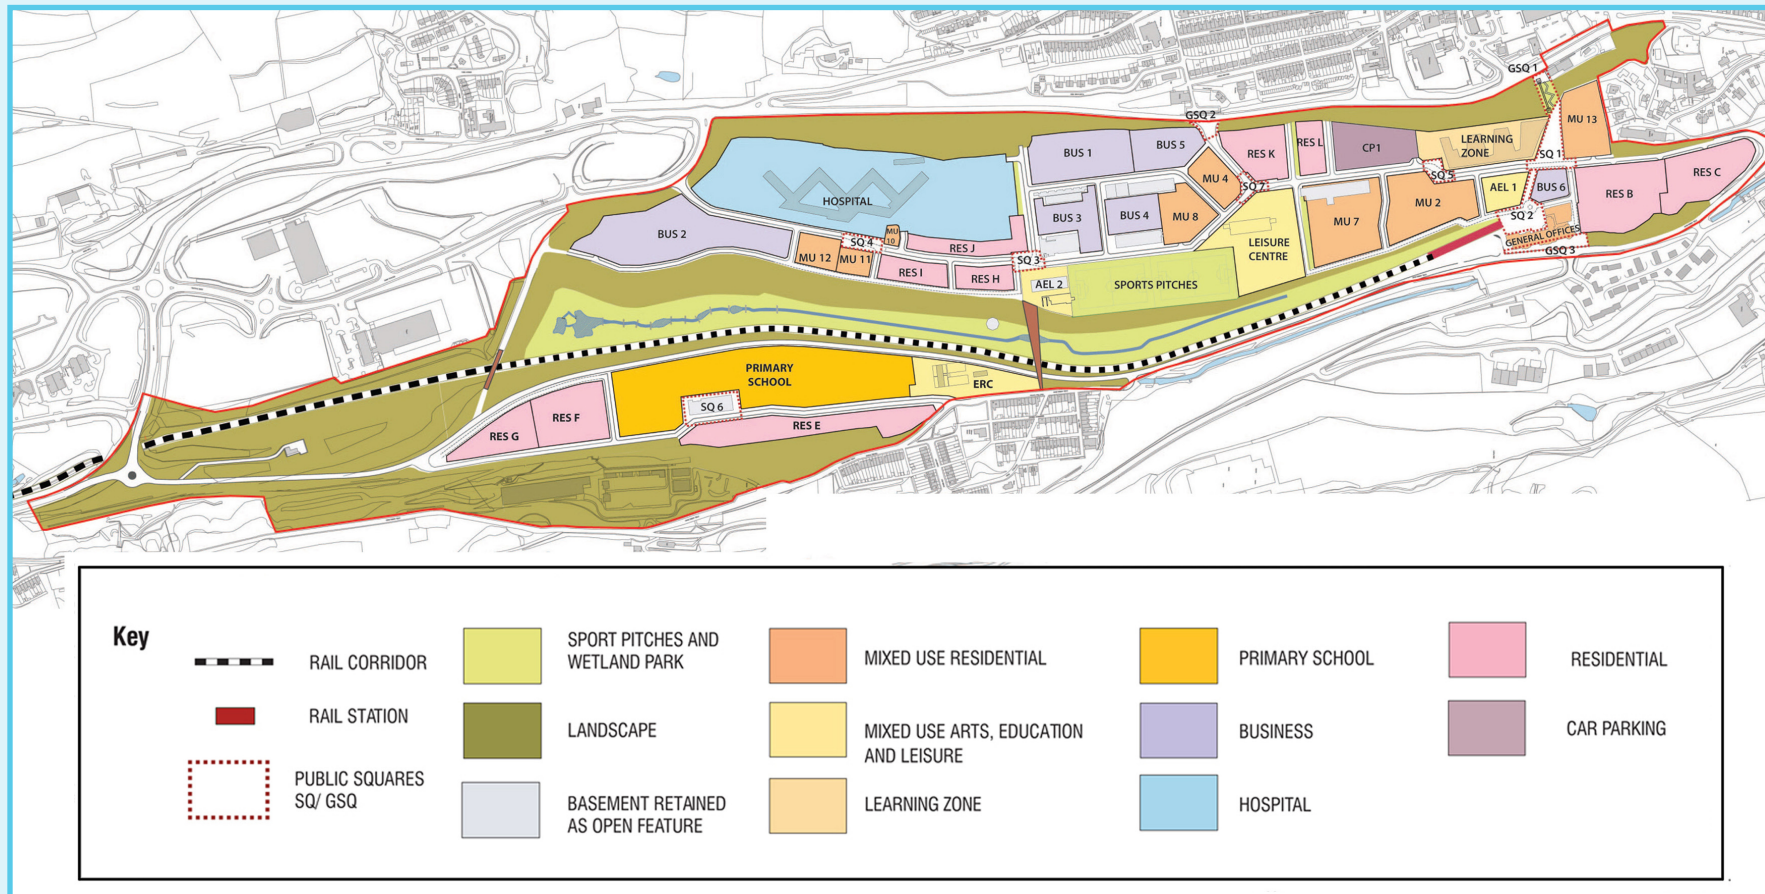 GSQ 1
GSQ 2
MU 13
BUS 1
BUS 5
RES K
RES L
CP1
LEARNING
ZONE
SQ 1
MU 4
SQ 7
SQ 5
AEL 1
BUS 6
RES B
RES C
HOSPITAL
BUS 3
BUS 4
MU 8
MU 7
MU 2
SQ 2
GENERAL OFFICES
GSQ 3
BUS 2
MU
10
SQ 4
RES J
MU 12
MU 11
SQ 3
LEISURE
CENTRE
RES I
RES H
AEL 2
SPORTS PITCHES
PRIMARY
SCHOOL
ERC
SQ 6
RES F
RES G
RES E
Key
RAIL CORRIDOR
RAIL STATION
PUBLIC SQUARES
SQ/ GSQ
SPORT PITCHES AND
WETLAND PARK
LANDSCAPE
BASEMENT RETAINED
AS OPEN FEATURE
MIXED USE RESIDENTIAL
MIXED USE ARTS, EDUCATION
AND LEISURE
LEARNING ZONE
PRIMARY SCHOOL
BUSINESS
HOSPITAL
RESIDENTIAL
CAR PARKING